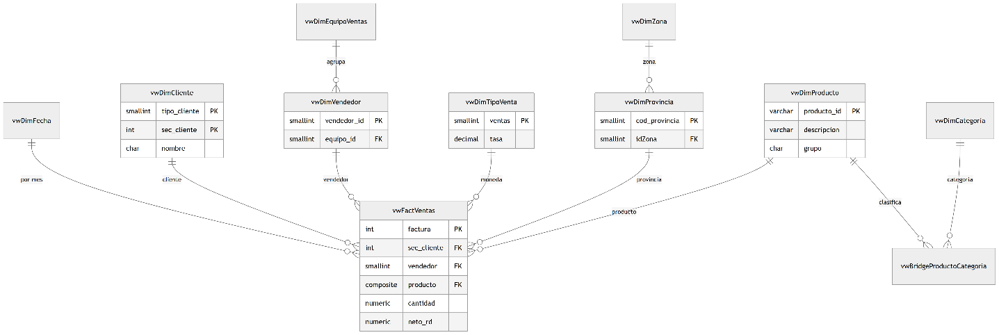 vwDimEquipoVentas
vwDimZona
agrupa
zona
vwDimFecha
vwDimCliente
smallint tipo_cliente PK
int sec_cliente PK
char nombre
vwDimVendedor
smallint vendedor_id PK
smallint equipo_id FK
vwDimTipoVenta
smallint ventas PK
decimal tasa
vwDimProvincia
smallint cod_provincia PK
smallint idZona FK
vwDimProducto
varchar producto_id PK
varchar descripcion
char grupo
vwDimCategoria
por mes
cliente
vendedor
moneda
provincia
categoria
clasifica
producto
vwFactVentas
int factura PK
int sec_cliente FK
smallint vendedor FK
composite producto FK
numeric cantidad
numeric neto_rd
vwBridgeProductoCategoria